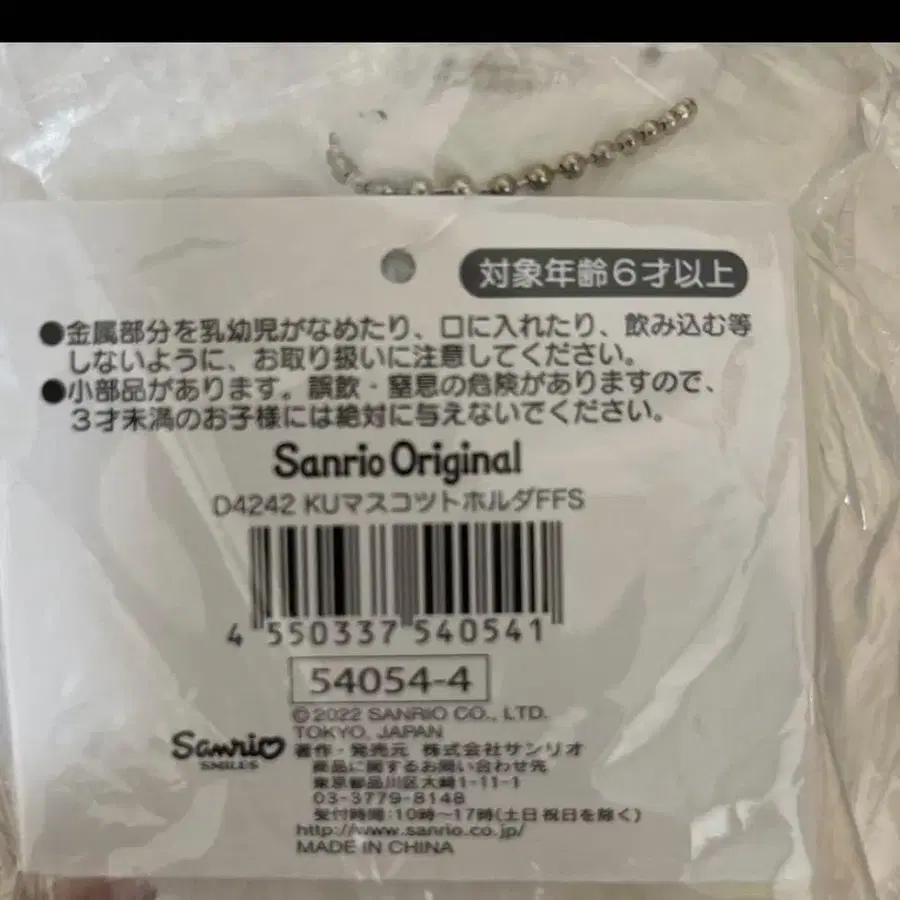 対象年齢6才以上
●金属部分を乳幼児がなめたり、口に入れたり、飲み込む等
しないように、お取り扱いに注意してください。
●小部品があります。誤飲・窒息の危険がありますので、
3才未満のお子様には絶対に与えないでください。
Sanrio Original
D4242 KUマスコットホルダFFS
4 550337 540541
54054-4
©2022 SANRIO CO., LTD.
TOKYO, JAPAN
Sanrio
SMILES
著作・発売元 株式会社サンリオ
商品に関するお問い合わせ先
東京都品川区大崎1-11-1
03-3779-8148
受付時間:10時~17時(土日祝日を除く)
http://www.sanrio.co.jp/
MADE IN CHINA